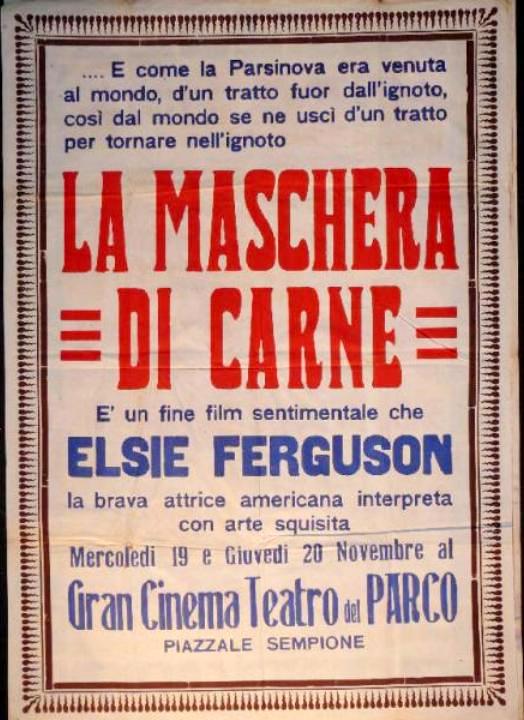 .... E come la Parsinova era venuta
al mondo, d'un tratto fuor dall'ignoto,
così dal mondo se ne uscì d'un tratto
per tornare nell'ignoto
LA MASCHERA
DI CARNE
E' un fine film sentimentale che
ELSIE FERGUSON
la brava attrice americana interpreta
con arte squisita
Mercoledì 19 e Giovedì 20 Novembre al
Gran Cinema Teatro del PARCO
PIAZZALE SEMPIONE